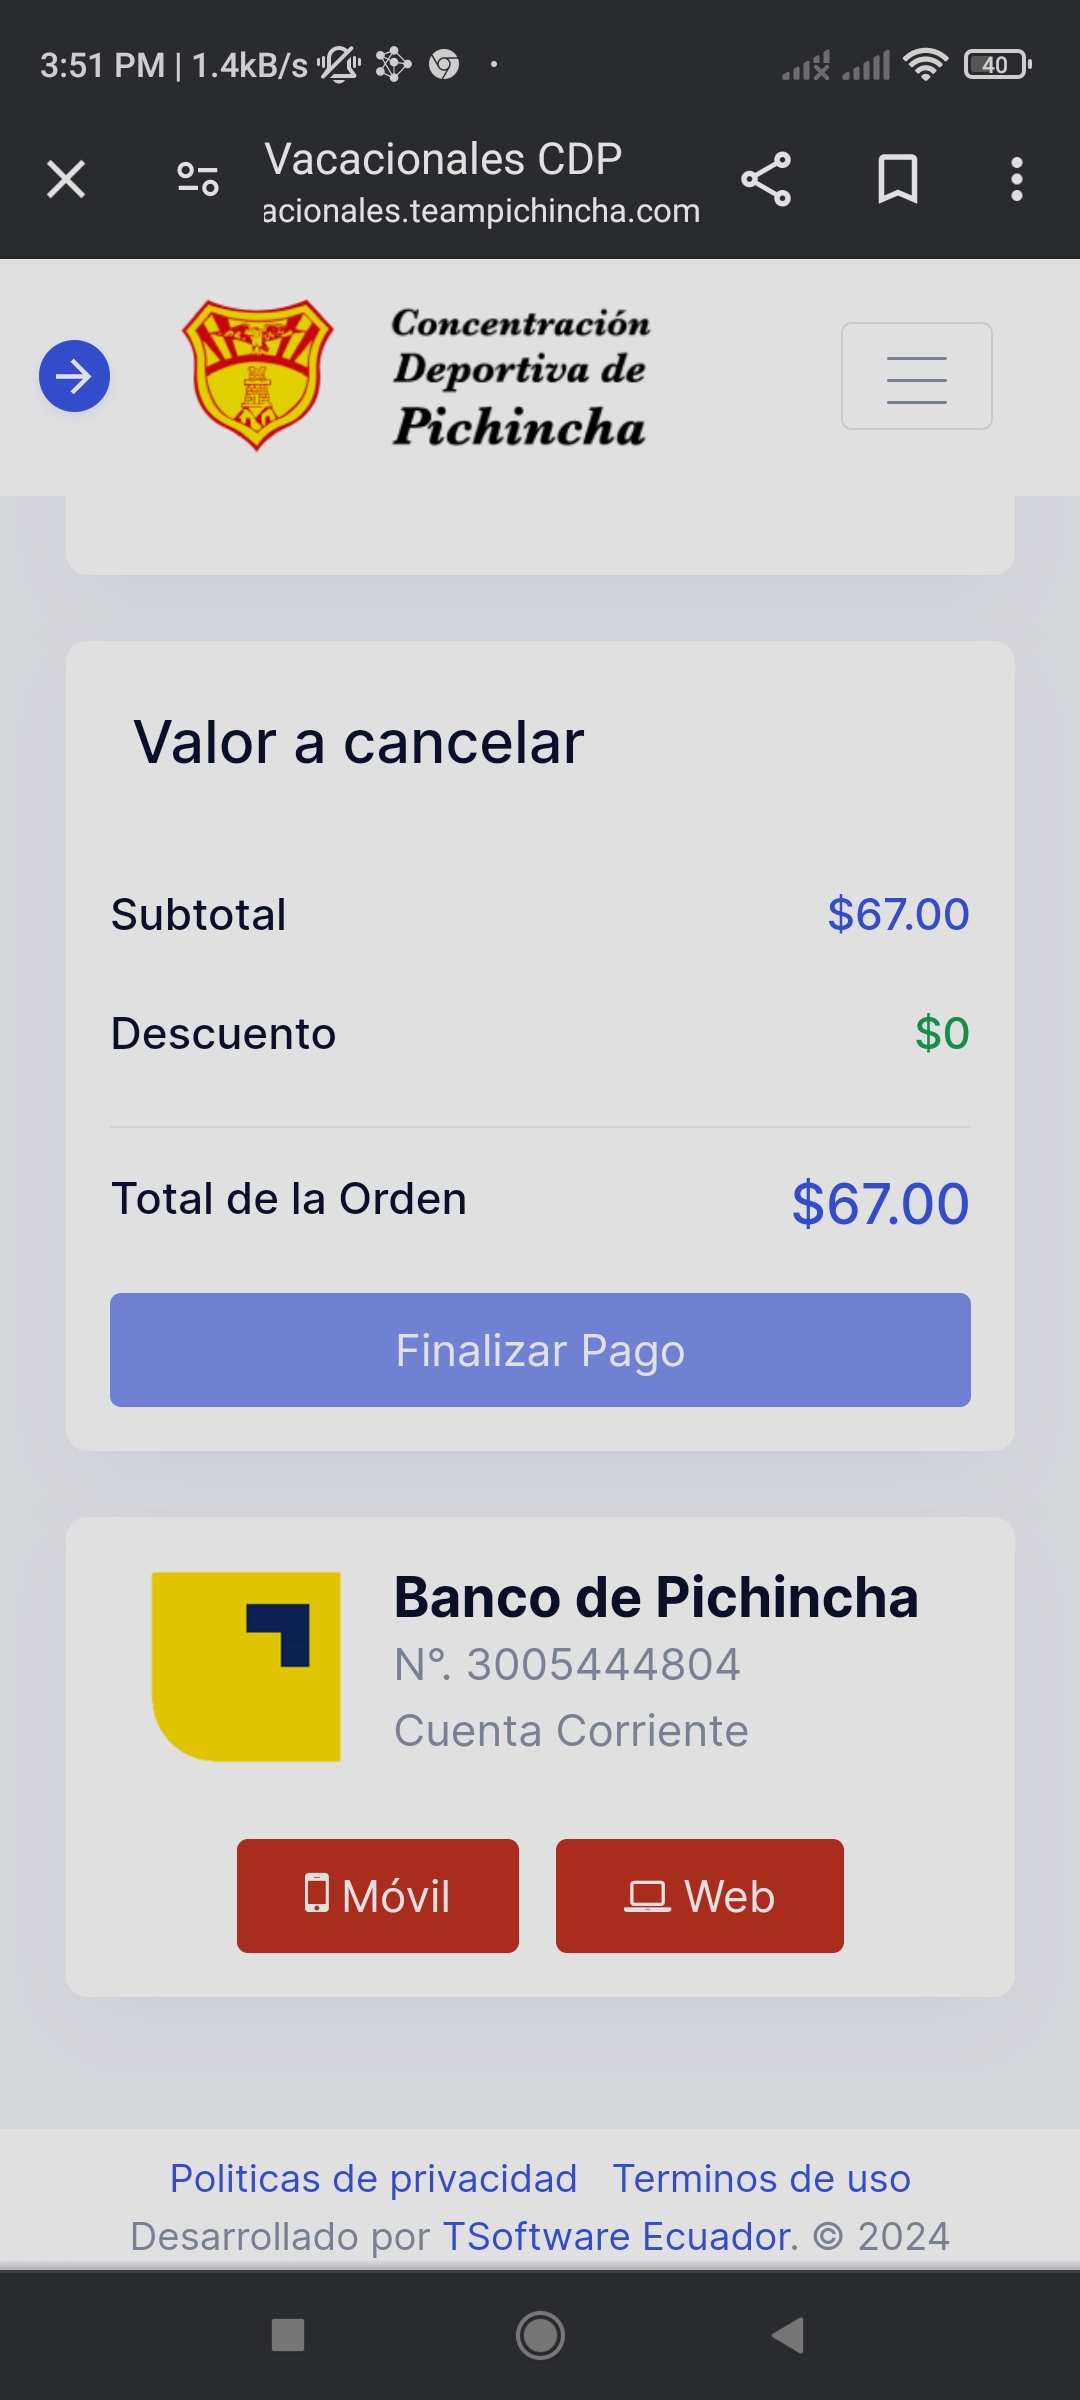 3:51 PM | 1.4kB/s
40
Vacacionales CDP
acionales.teampichincha.com
Concentración
Deportiva de
Pichincha
Valor a cancelar
Subtotal $67.00
Descuento $0
Total de la Orden $67.00
Finalizar Pago
Banco de Pichincha
N°. 3005444804
Cuenta Corriente
Móvil Web
Politicas de privacidad Terminos de uso
Desarrollado por TSoftware Ecuador. © 2024